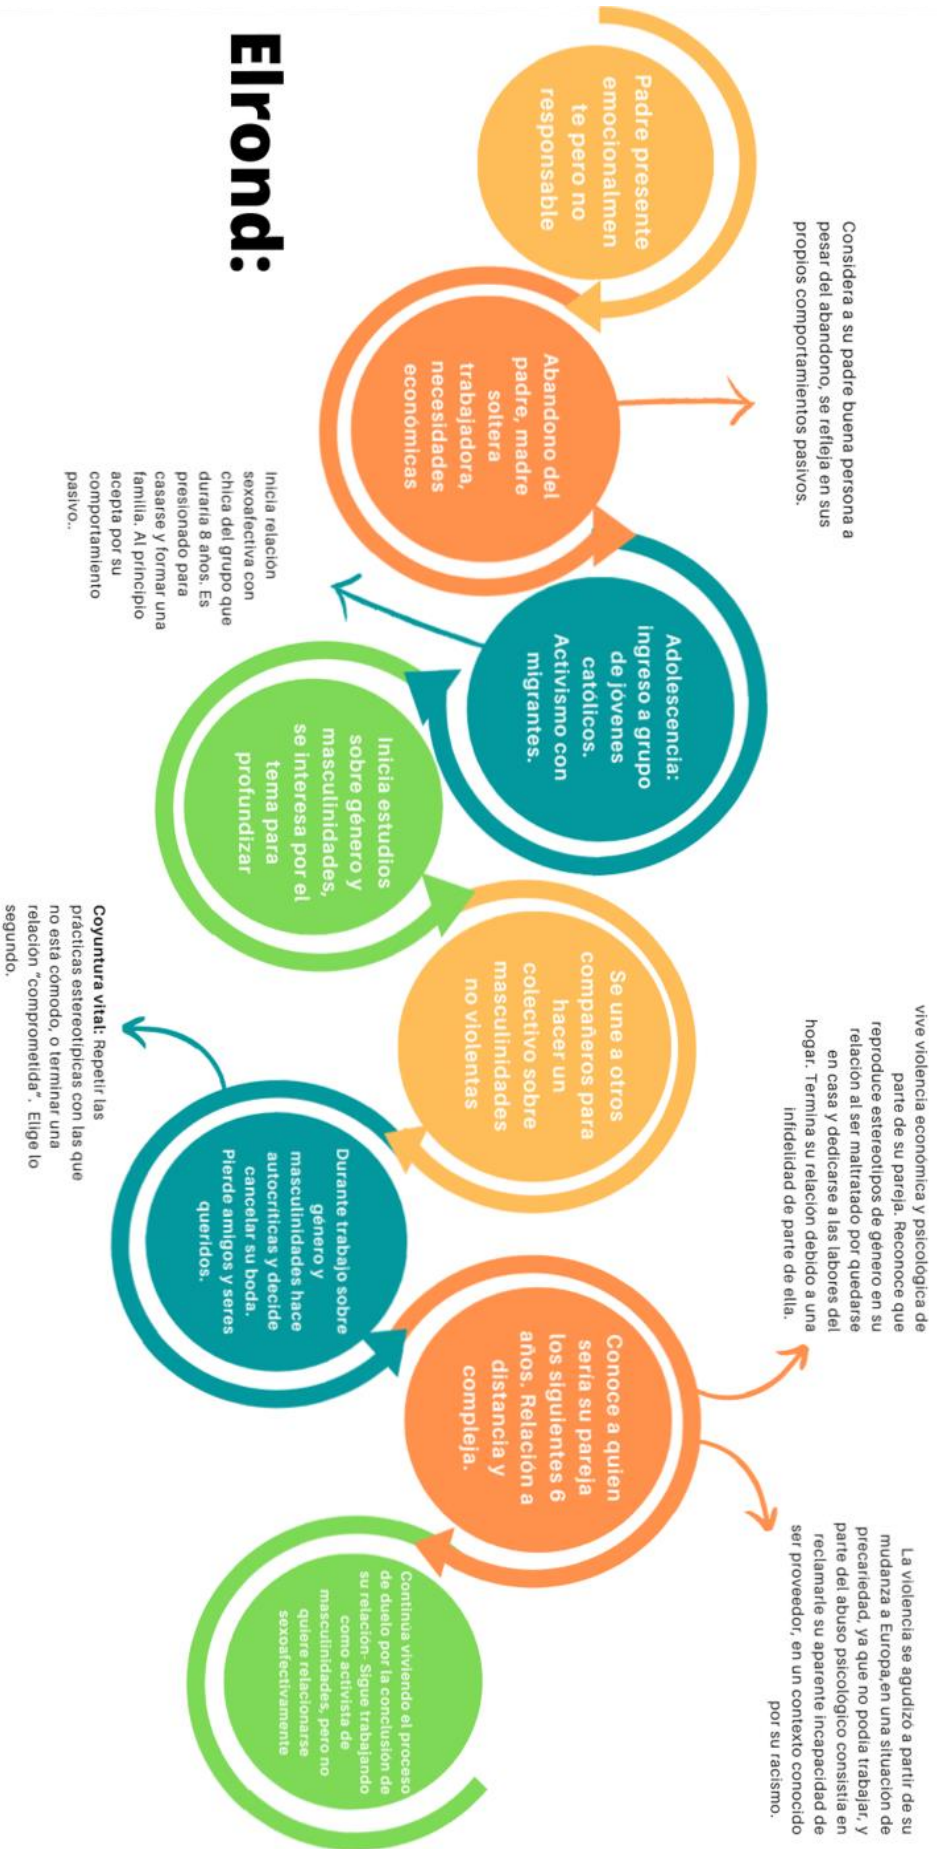 Elrond:
Padre presente
emocionalmen
te pero no
responsable
Considera a su padre buena persona a
pesar del abandono, se refleja en sus
propios comportamientos pasivos.
Abandono del
padre, madre
soltera
trabajadora,
necesidades
económicas
Adolescencia:
ingreso a grupo
de jóvenes
católicos.
Activismo con
migrantes.
Inicia relación
sexoafectiva con
chica del grupo que
duraría 8 años. Es
presionado para
casarse y formar una
familia. Al principio
acepta por su
comportamiento
pasivo..
Inicia estudios
sobre género y
masculinidades,
se interesa por el
tema para
profundizar
Se une a otros
compañeros para
hacer un
colectivo sobre
masculinidades
no violentas
Durante trabajo sobre
género y
masculinidades hace
autocríticas y decide
cancelar su boda.
Pierde amigos y seres
queridos.
Coyuntura vital: Repetir las
prácticas estereotípicas con las que
no está cómodo, o terminar una
relación "comprometida". Elige lo
segundo.
Conoce a quien
sería su pareja
los siguientes 6
años. Relación a
distancia y
compleja.
vive violencia económica y psicológica de
parte de su pareja. Reconoce que
reproduce estereotipos de género en su
relación al ser maltratado por quedarse
en casa y dedicarse a las labores del
hogar. Termina su relación debido a una
infidelidad de parte de ella.
La violencia se agudizó a partir de su
mudanza a Europa,en una situación de
precariedad, ya que no podía trabajar, y
parte del abuso psicológico consistía en
reclamarle su aparente incapacidad de
ser proveedor, en un contexto conocido
por su racismo.
Continúa viviendo el proceso
de duelo por la conclusión de
su relación- Sigue trabajando
como activista de
masculinidades, pero no
quiere relacionarse
sexoafectivamente